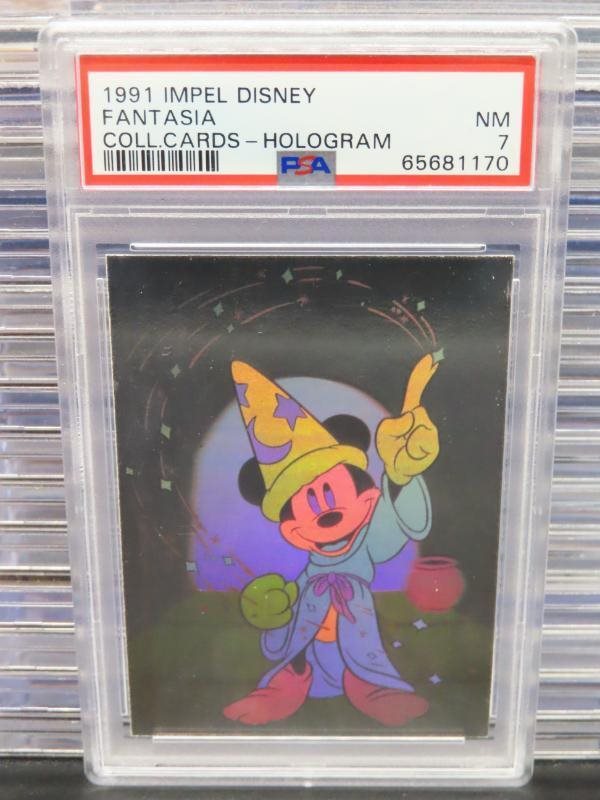 1991 IMPEL DISNEY
FANTASIA NM
COLL.CARDS-HOLOGRAM 7
PSA 65681170